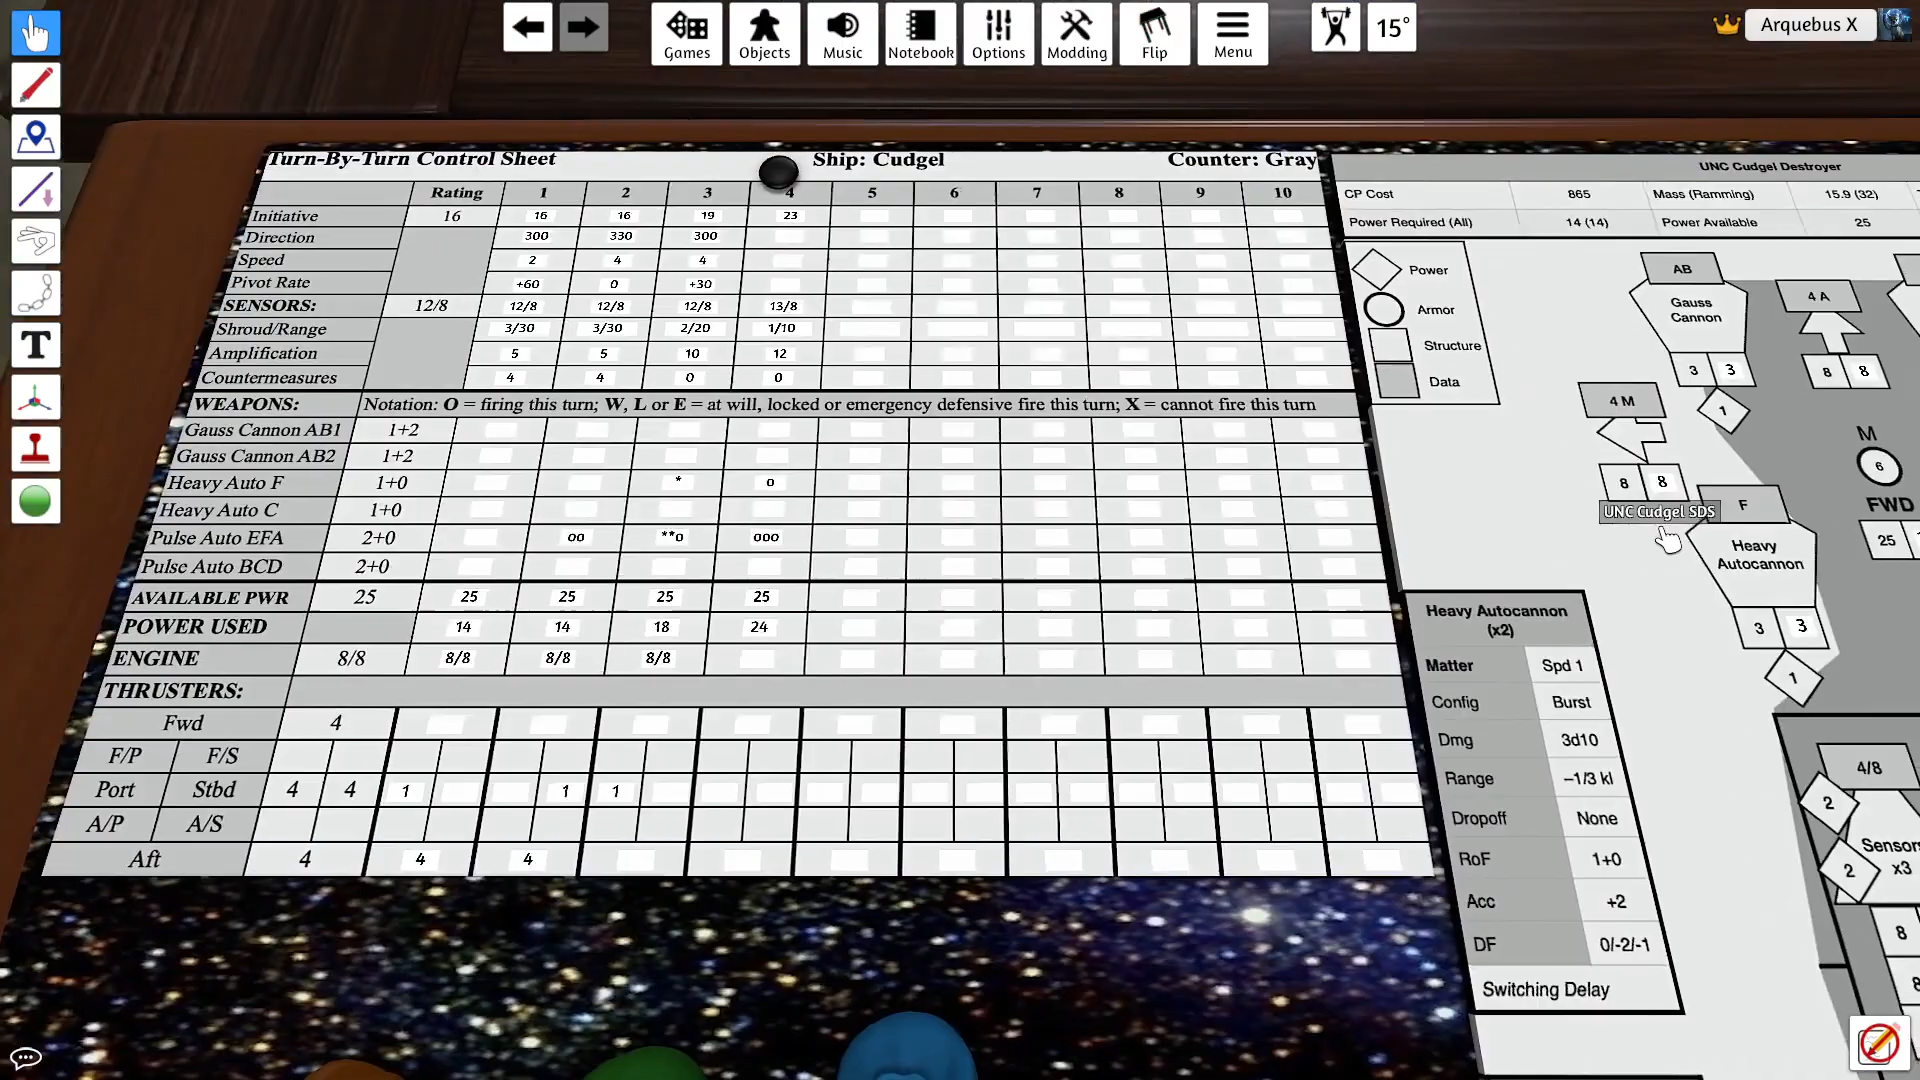 Games Objects Music Notebook Options Modding Flip Menu 15° Arquebus X
Turn-By-Turn Control Sheet Ship: Cudgel Counter: Gray
Rating 1 2 3 4 5 6 7 8 9 10
Initiative 16 16 16 19 23
Direction 300 330 300
Speed 2 4 4
Pivot Rate +60 0 +30
SENSORS: 12/8 12/8 12/8 12/8 13/8
Shroud/Range 3/30 3/30 2/20 1/10
Amplification 5 5 10 12
Countermeasures 4 4 0 0
WEAPONS: Notation: O = firing this turn; W, L or E = at will, locked or emergency defensive fire this turn; X = cannot fire this turn
Gauss Cannon AB1 1+2
Gauss Cannon AB2 1+2
Heavy Auto F 1+0 * o
Heavy Auto C 1+0
Pulse Auto EFA 2+0 oo **o ooo
Pulse Auto BCD 2+0
AVAILABLE PWR 25 25 25 25 25
POWER USED 14 14 18 24
ENGINE 8/8 8/8 8/8 8/8
THRUSTERS:
Fwd 4
F/P F/S
Port Stbd 4 4 1 1 1
A/P A/S
Aft 4 4 4
UNC Cudgel Destroyer
CP Cost 865 Mass (Ramming) 15.9 (32)
Power Required (All) 14 (14) Power Available 25
Power
Armor
Structure
Data
AB
Gauss
Cannon
3 3
1
4 A
8 8
4 M
8 8
UNC Cudgel SDS
M
6
FWD
25
F
Heavy
Autocannon
3 3
1
Heavy Autocannon
(x2)
Matter Spd 1
Config Burst
Dmg 3d10
Range –1/3 kl
Dropoff None
RoF 1+0
Acc +2
DF 0/-2/-1
Switching Delay
4/8
2
Sensors
x3
2
8